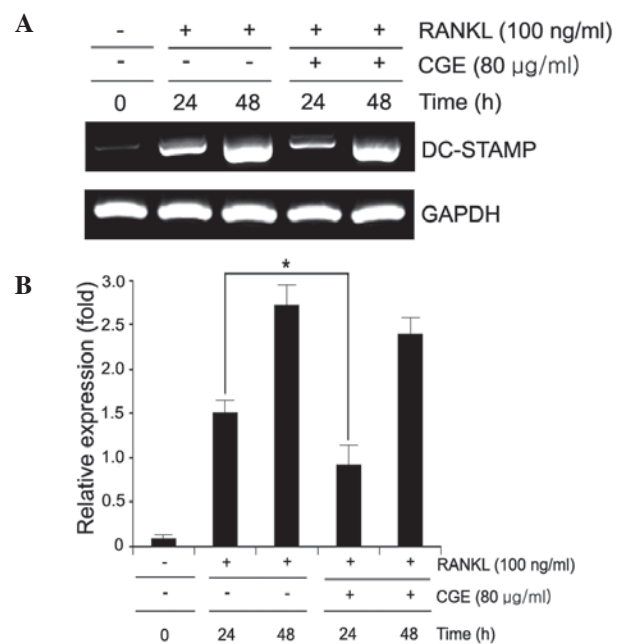 A
- + + + + RANKL (100 ng/ml)
- - - + + CGE (80 µg/ml)
0 24 48 24 48 Time (h)
DC-STAMP
GAPDH
B
Relative expression (fold)
3.0
2.5
2.0
1.5
1.0
0.5
0
*
- + + + + RANKL (100 ng/ml)
- - - + + CGE (80 µg/ml)
0 24 48 24 48 Time (h)